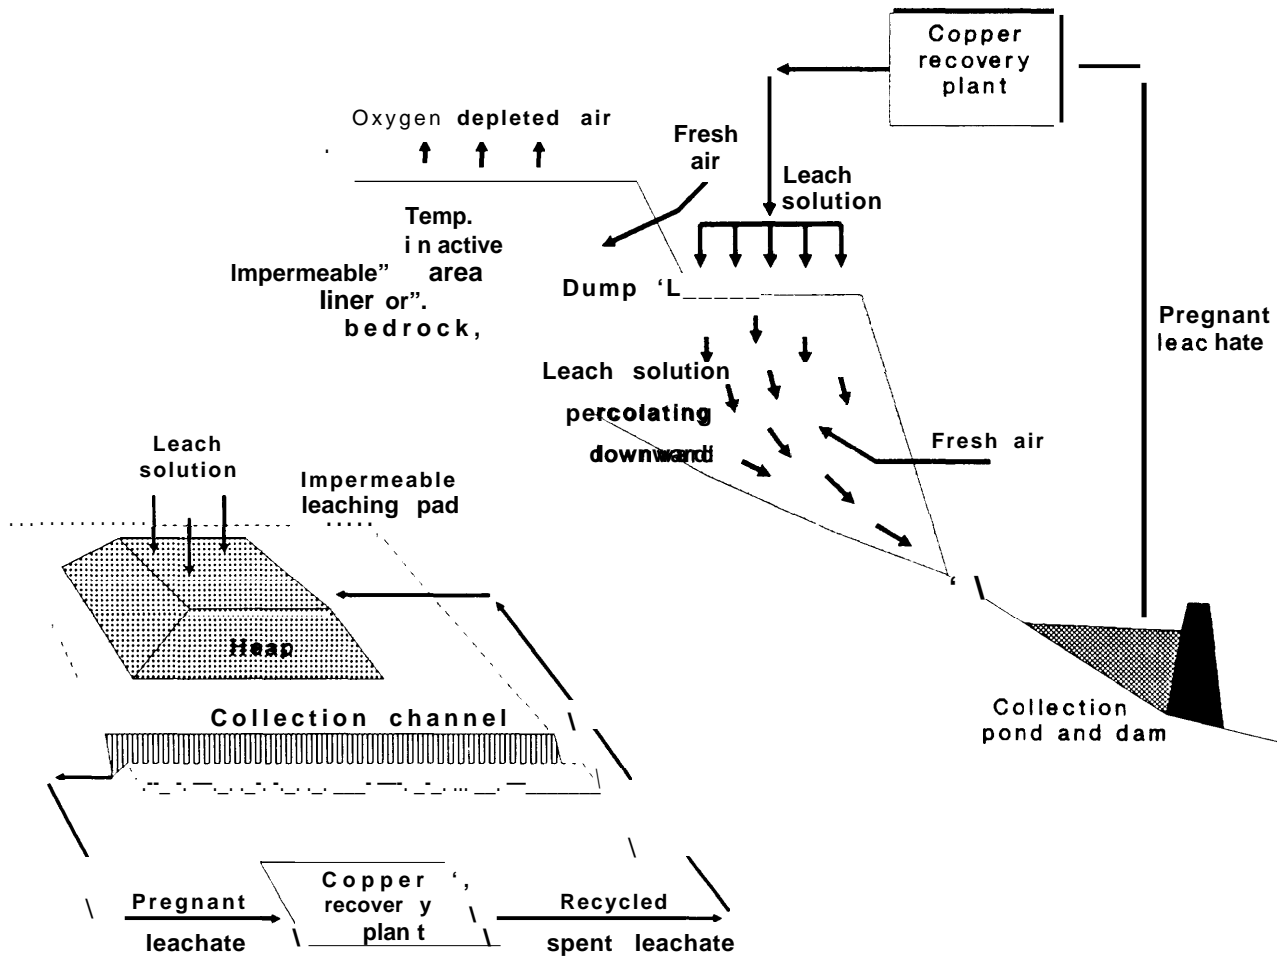 Copper
recovery
plant
Oxygen depleted air
Fresh
air
Leach
solution
Temp.
i n active
area
Impermeable”
liner or”.
bedrock,
Dump ‘L
Pregnant
leac hate
Leach solution
percolating
downward
Fresh air
Leach
solution
Impermeable
leaching pad
Heap
Collection channel
Collection
pond and dam
Copper ‘,
recover y
plan t
Pregnant
leachate
Recycled
spent leachate